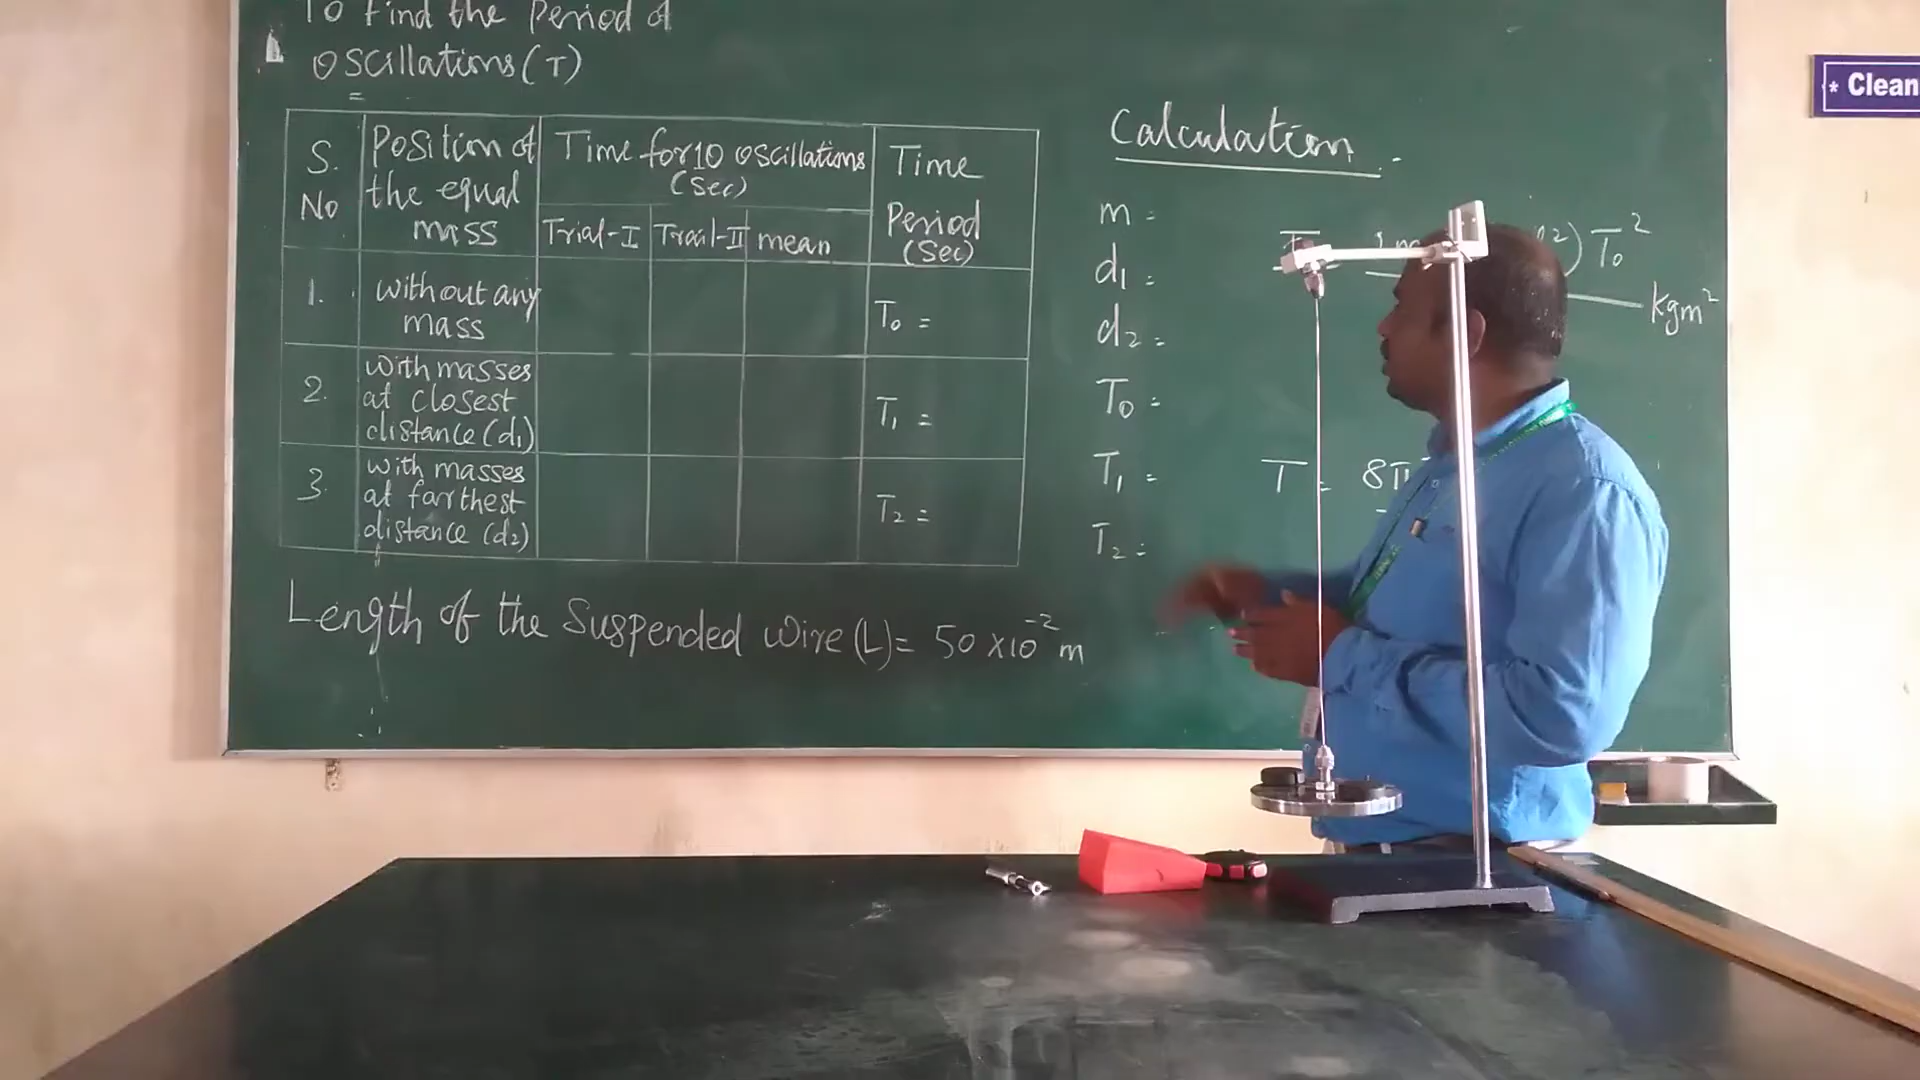 To Find the Period of
Oscillations (T)
S. No
Position of the equal mass
Time for 10 oscillations (Sec)
Time Period (Sec)
Trial-I
Trail-II
mean
1.
without any mass
T₀ =
2.
with masses at closest distance (d₁)
T₁ =
3.
with masses at farthest distance (d₂)
T₂ =
Length of the Suspended wire (L) = 50 × 10⁻² m
Calculation
m =
d₁ =
d₂ =
T₀ =
T₁ =
T₂ =
²) T₀²
kgm²
= 8π
* Clean